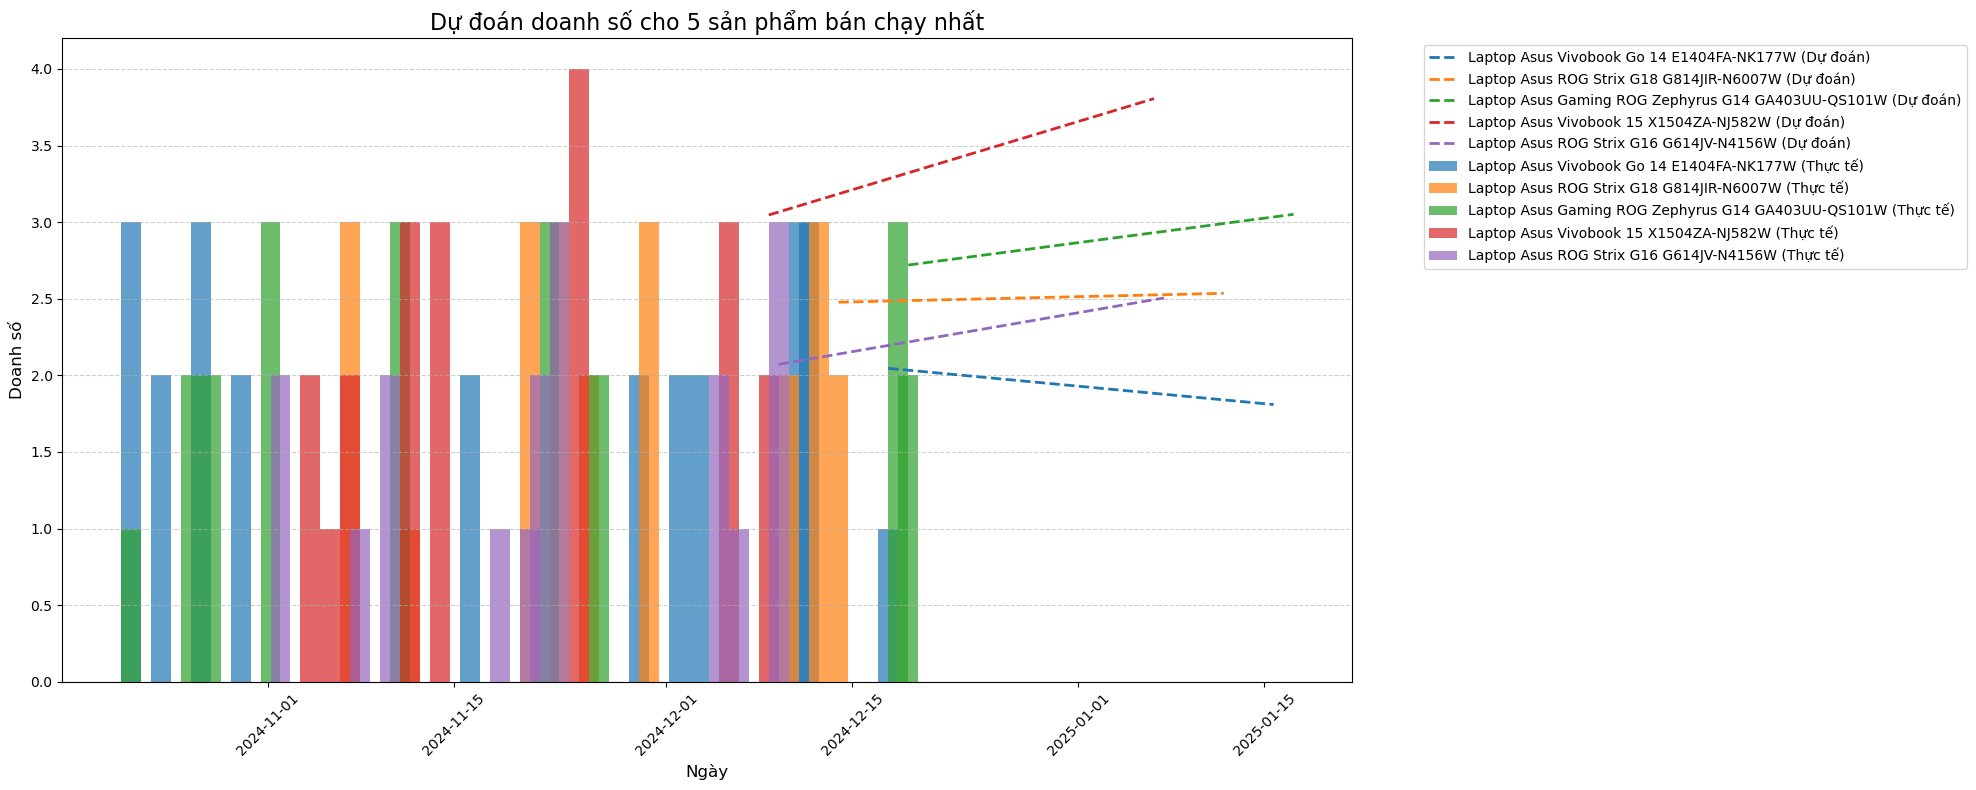 Dự đoán doanh số cho 5 sản phẩm bán chạy nhất
Doanh số
4.0
3.5
3.0
2.5
2.0
1.5
1.0
0.5
0.0
2024-11-01
2024-11-15
2024-12-01
2024-12-15
2025-01-01
2025-01-15
Ngày
Laptop Asus Vivobook Go 14 E1404FA-NK177W (Dự đoán)
Laptop Asus ROG Strix G18 G814JIR-N6007W (Dự đoán)
Laptop Asus Gaming ROG Zephyrus G14 GA403UU-QS101W (Dự đoán)
Laptop Asus Vivobook 15 X1504ZA-NJ582W (Dự đoán)
Laptop Asus ROG Strix G16 G614JV-N4156W (Dự đoán)
Laptop Asus Vivobook Go 14 E1404FA-NK177W (Thực tế)
Laptop Asus ROG Strix G18 G814JIR-N6007W (Thực tế)
Laptop Asus Gaming ROG Zephyrus G14 GA403UU-QS101W (Thực tế)
Laptop Asus Vivobook 15 X1504ZA-NJ582W (Thực tế)
Laptop Asus ROG Strix G16 G614JV-N4156W (Thực tế)